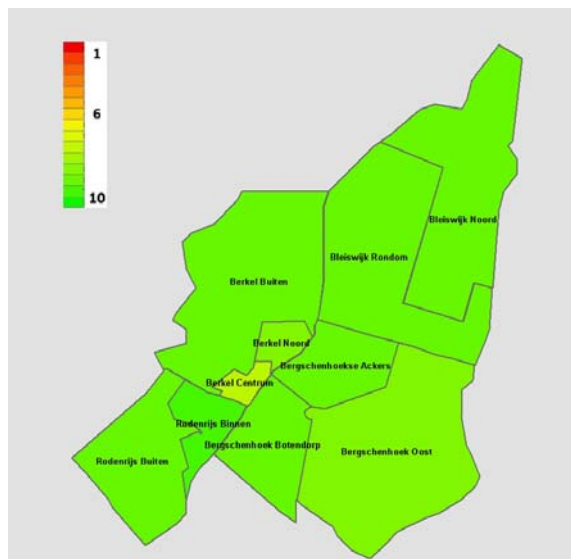 1
6
10
Bleiswijk Noord
Bleiswijk Rondom
Berkel Buiten
Berkel Noord
Bergschenhoekse Ackers
Berkel Centrum
Rodenrijs Binnen
Bergschenhoek Botendorp
Bergschenhoek Oost
Rodenrijs Buiten